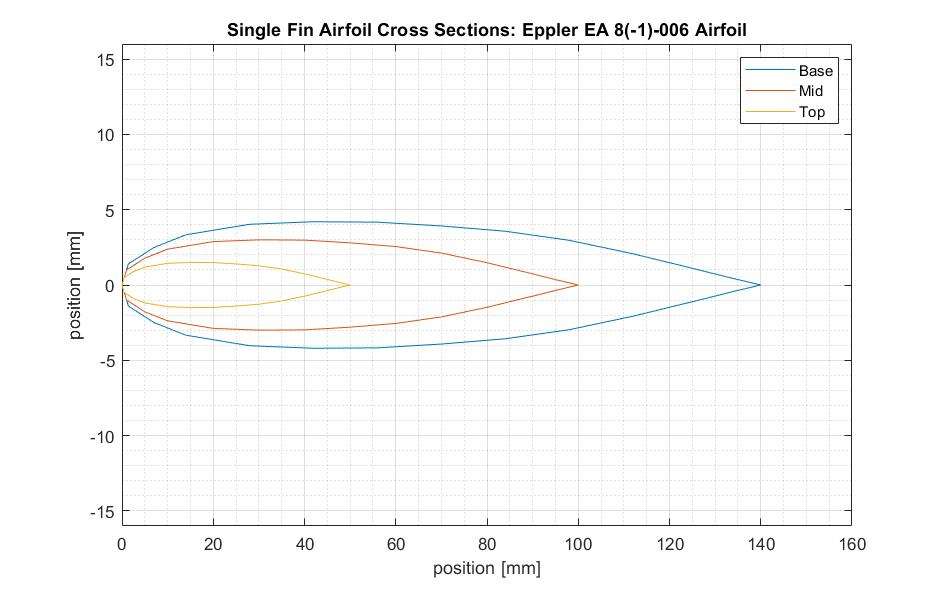 Single Fin Airfoil Cross Sections: Eppler EA 8(-1)-006 Airfoil
Base
Mid
Top
15
10
5
0
-5
-10
-15
position [mm]
0 20 40 60 80 100 120 140 160
position [mm]